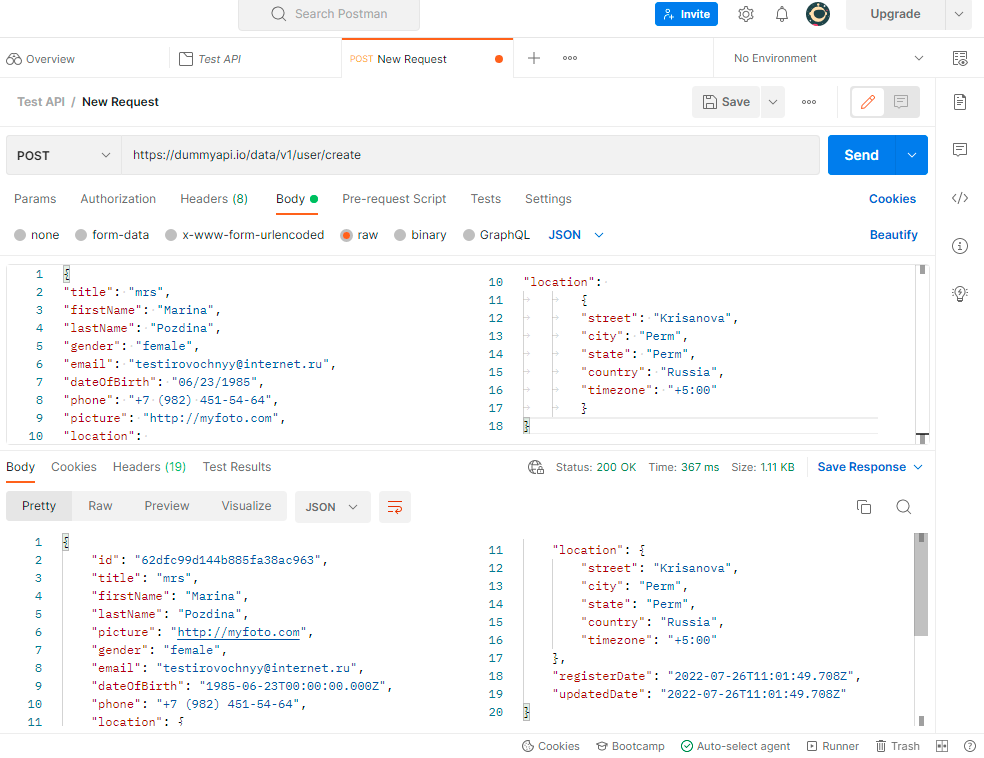 Search Postman
Invite
Upgrade
Overview
Test API
POST New Request
No Environment
Test API / New Request
Save
POST
https://dummyapi.io/data/v1/user/create
Send
Params
Authorization
Headers (8)
Body
Pre-request Script
Tests
Settings
Cookies
none
form-data
x-www-form-urlencoded
raw
binary
GraphQL
JSON
Beautify
1 {
2 "title": "mrs",
3 "firstName": "Marina",
4 "lastName": "Pozdina",
5 "gender": "female",
6 "email": "testirovochnyy@internet.ru",
7 "dateOfBirth": "06/23/1985",
8 "phone": "+7 (982) 451-54-64",
9 "picture": "http://myfoto.com",
10 "location":
10 "location":
11 {
12 "street": "Krisanova",
13 "city": "Perm",
14 "state": "Perm",
15 "country": "Russia",
16 "timezone": "+5:00"
17 }
18 }
Body
Cookies
Headers (19)
Test Results
Status: 200 OK
Time: 367 ms
Size: 1.11 KB
Save Response
Pretty
Raw
Preview
Visualize
JSON
1 {
2 "id": "62dfc99d144b885fa38ac963",
3 "title": "mrs",
4 "firstName": "Marina",
5 "lastName": "Pozdina",
6 "picture": "http://myfoto.com",
7 "gender": "female",
8 "email": "testirovochnyy@internet.ru",
9 "dateOfBirth": "1985-06-23T00:00:00.000Z",
10 "phone": "+7 (982) 451-54-64",
11 "location": {
11 "location": {
12 "street": "Krisanova",
13 "city": "Perm",
14 "state": "Perm",
15 "country": "Russia",
16 "timezone": "+5:00"
17 },
18 "registerDate": "2022-07-26T11:01:49.708Z",
19 "updatedDate": "2022-07-26T11:01:49.708Z"
20 }
Cookies
Bootcamp
Auto-select agent
Runner
Trash